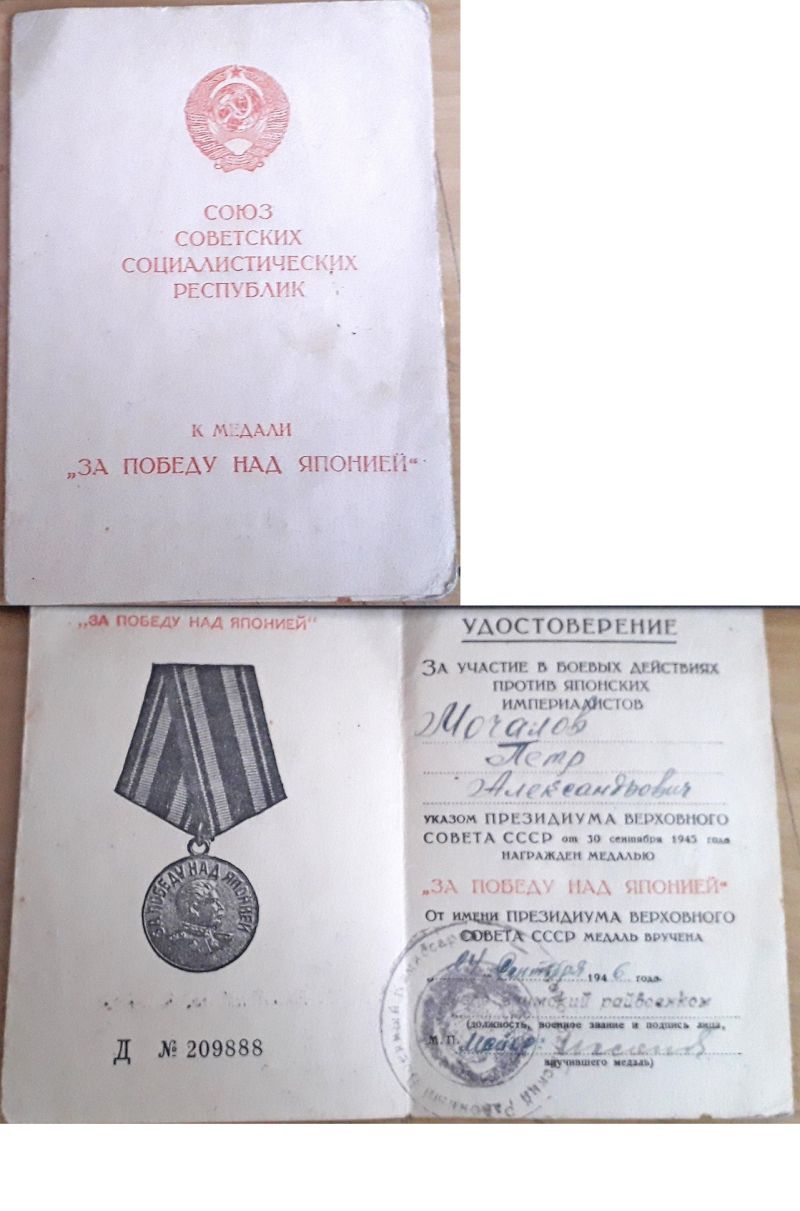 СОЮЗ
СОВЕТСКИХ
СОЦИАЛИСТИЧЕСКИХ
РЕСПУБЛИК
К МЕДАЛИ
„ЗА ПОБЕДУ НАД ЯПОНИЕЙ“
„ЗА ПОБЕДУ НАД ЯПОНИЕЙ“
ЗА ПОБЕДУ НАД ЯПОНИЕЙ
Д № 209888
УДОСТОВЕРЕНИЕ
ЗА УЧАСТИЕ В БОЕВЫХ ДЕЙСТВИЯХ
ПРОТИВ ЯПОНСКИХ
ИМПЕРИАЛИСТОВ
Мочалов
Петр
Александрович
УКАЗОМ ПРЕЗИДИУМА ВЕРХОВНОГО
СОВЕТА СССР от 30 сентября 1945 года
НАГРАЖДЕН МЕДАЛЬЮ
„ЗА ПОБЕДУ НАД ЯПОНИЕЙ“
ОТ ИМЕНИ ПРЕЗИДИУМА ВЕРХОВНОГО
СОВЕТА СССР МЕДАЛЬ ВРУЧЕНА
сентября 1946 года
райвоенком
(должность, военное звание и подпись лица,
М. П. Майор:
вручившего медаль)